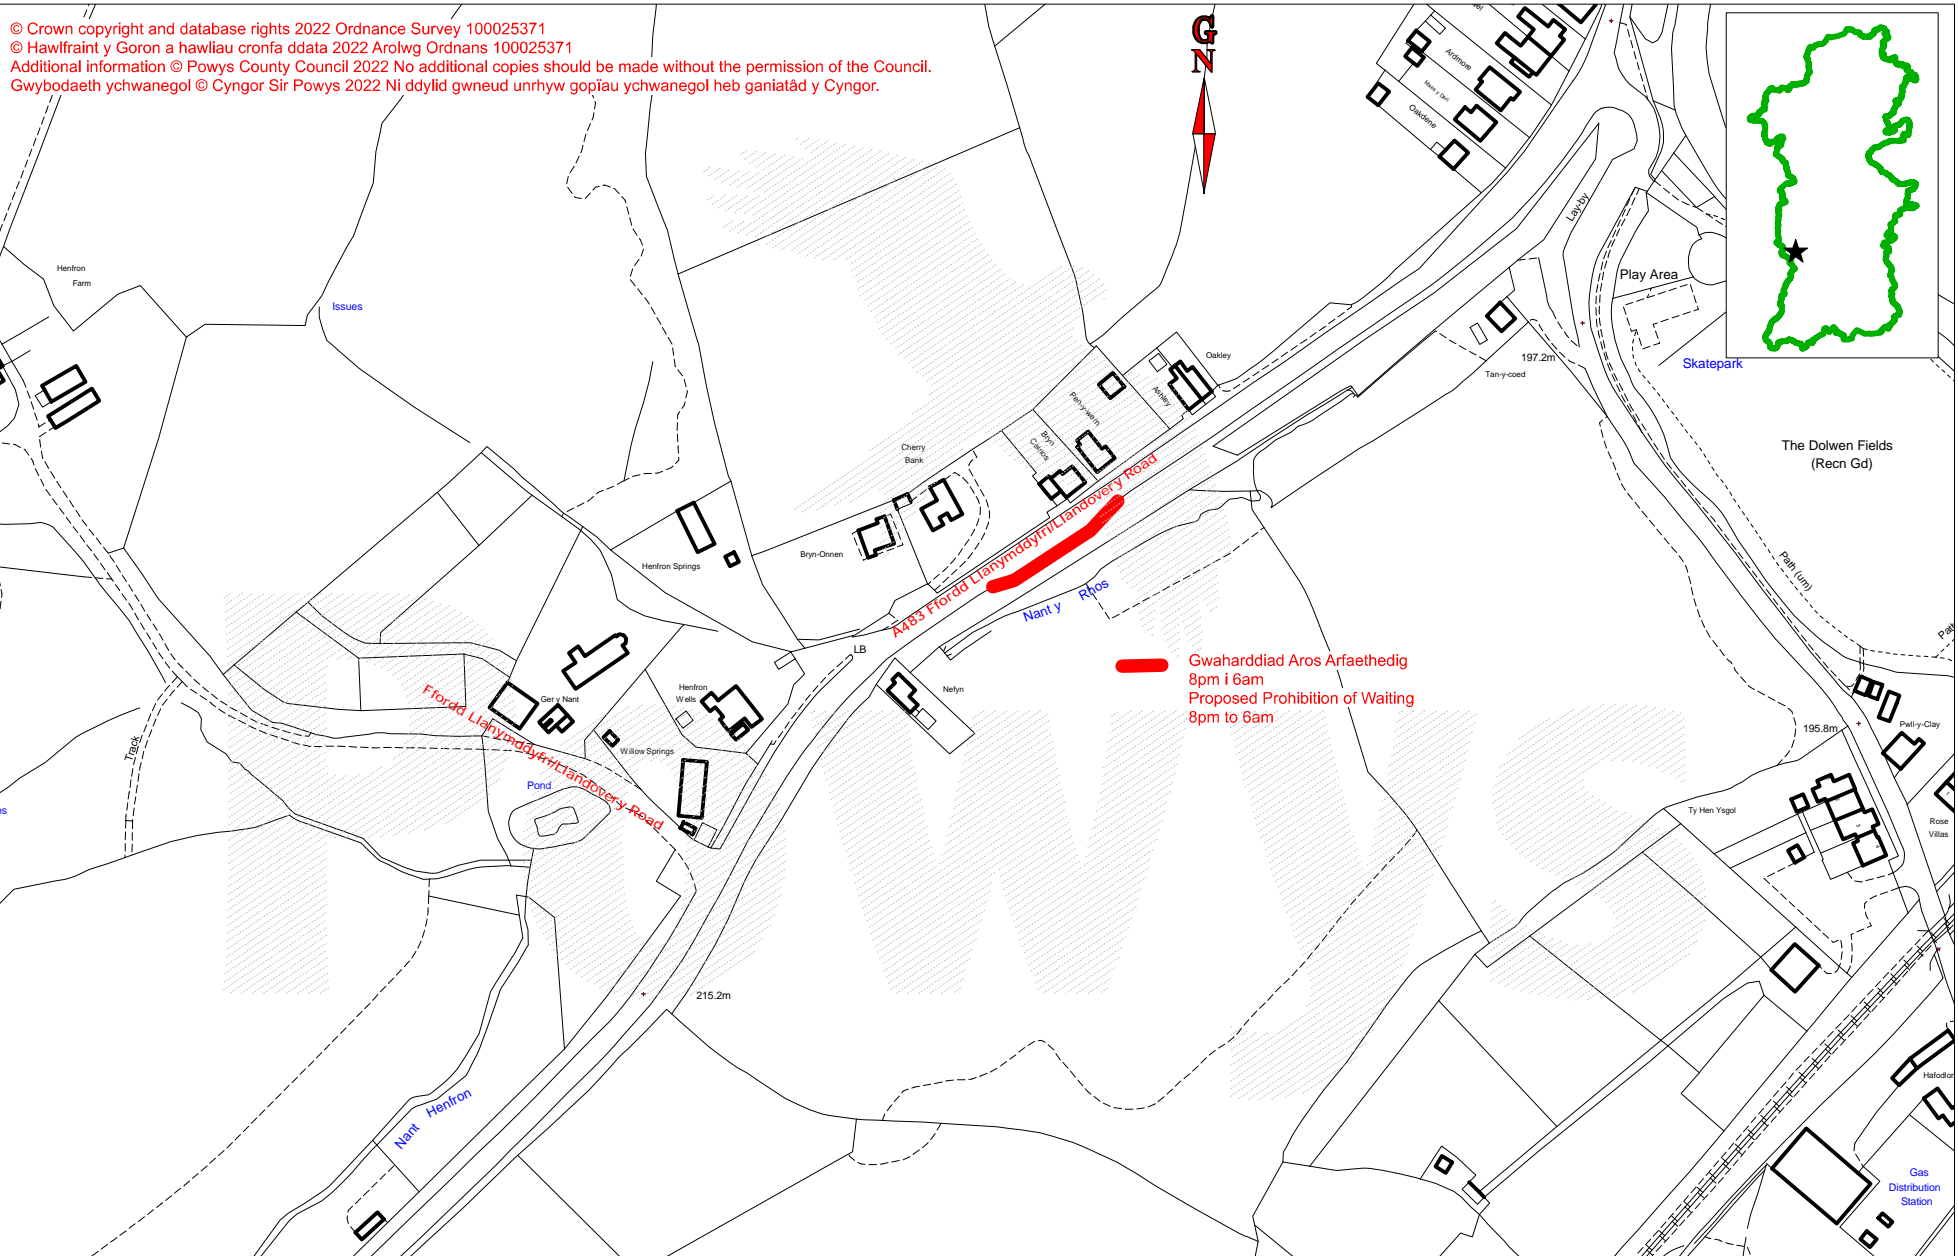 © Crown copyright and database rights 2022 Ordnance Survey 100025371
© Hawlfraint y Goron a hawliau cronfa ddata 2022 Arolwg Ordnans 100025371
Additional information © Powys County Council 2022 No additional copies should be made without the permission of the Council.
Gwybodaeth ychwanegol © Cyngor Sir Powys 2022 Ni ddylid gwneud unrhyw gopïau ychwanegol heb ganiatâd y Cyngor.
G
N
Ardmore
Maes y Deri
Oakdene
Lay-by
Play Area
Skatepark
197.2m
Tan-y-coed
The Dolwen Fields
(Recn Gd)
Path (um)
Path
Henfron
Farm
Issues
Oakley
Ashley
Pen-y-wern
Bryn
Ceinos
Cherry
Bank
Bryn-Onnen
Henfron Springs
A483 Ffordd Llanymddyfri/Llandovery Road
Nant y Rhos
LB
Nefyn
Gwaharddiad Aros Arfaethedig
8pm i 6am
Proposed Prohibition of Waiting
8pm to 6am
Ger y Nant
Henfron
Wells
Willow Springs
Ffordd Llanymddyfri/Llandovery Road
Pond
Track
195.8m
Pwll-y-Clay
Ty Hen Ysgol
Rose
Villas
POWYS
215.2m
Nant Henfron
Gas
Distribution
Station